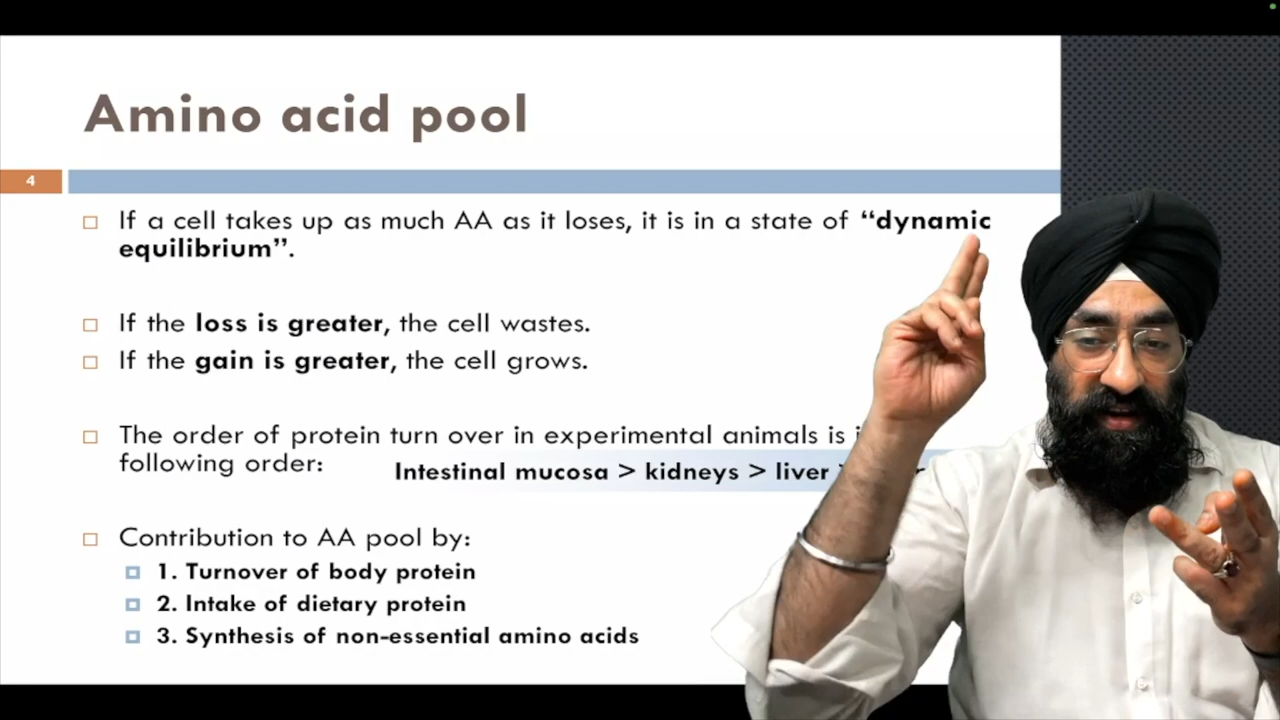 Amino acid pool
4
If a cell takes up as much AA as it loses, it is in a state of “dynamic
equilibrium”.
If the loss is greater, the cell wastes.
If the gain is greater, the cell grows.
The order of protein turn over in experimental animals is
following order:
Intestinal mucosa > kidneys > liver
Contribution to AA pool by:
1. Turnover of body protein
2. Intake of dietary protein
3. Synthesis of non-essential amino acids